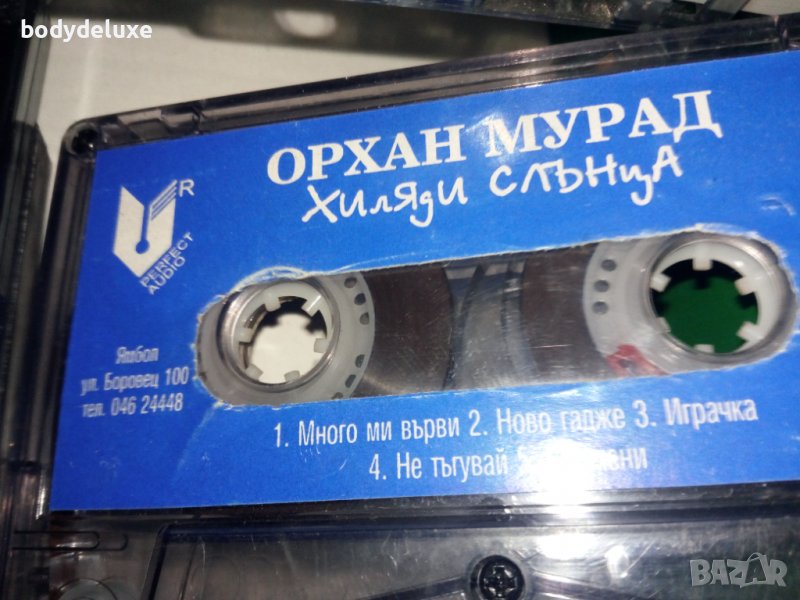 bodydeluxe
ОРХАН МУРАД
ХИЛЯДИ СЛЪНЦА
R
PERFECT
AUDIO
Ямбол
ул. Боровец 100
тел. 046 24448
1. Много ми върви 2. Ново гадже 3. Играчка
4. Не тъгувай
BAZAR